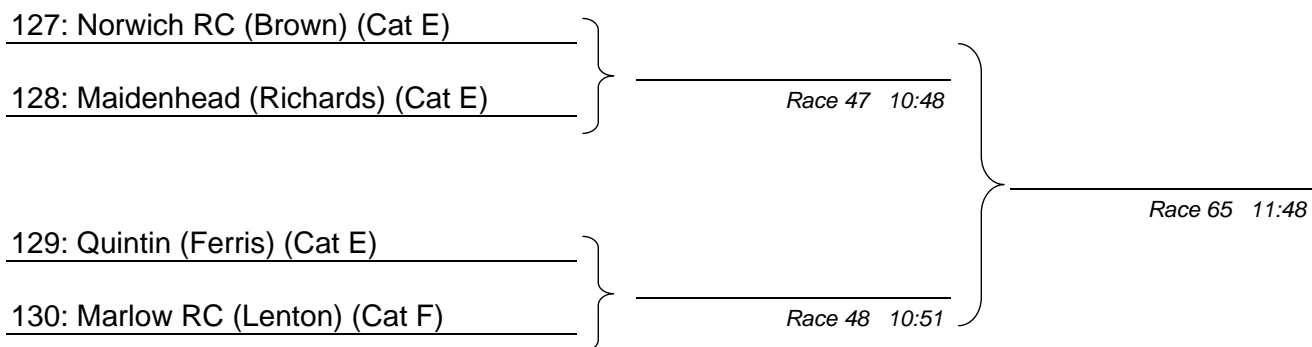 127: Norwich RC (Brown) (Cat E)
128: Maidenhead (Richards) (Cat E)
Race 47 10:48
Race 65 11:48
129: Quintin (Ferris) (Cat E)
130: Marlow RC (Lenton) (Cat F)
Race 48 10:51